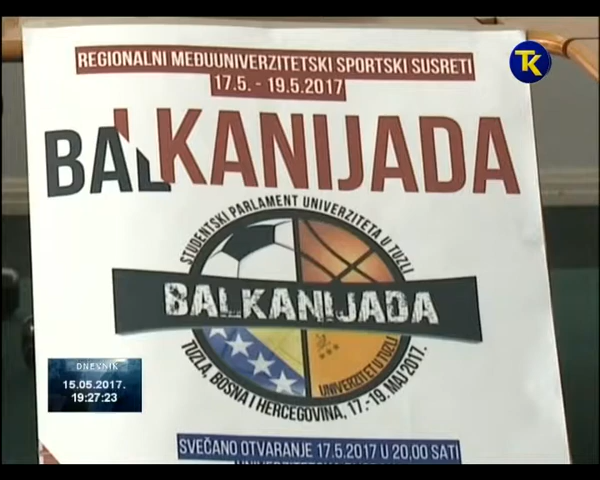 REGIONALNI MEĐUUNIVERZITETSKI SPORTSKI SUSRETI
17.5. - 19.5.2017
TK
BALKANIJADA
STUDENTSKI PARLAMENT UNIVERZITETA U TUZLI
BALKANIJADA
UNIVERZITET U TUZLI
TUZLA, BOSNA I HERCEGOVINA, 17.-19. MAJ 2017.
DNEVNIK
15.05.2017.
19:27:23
SVEČANO OTVARANJE 17.5.2017 U 20,00 SATI